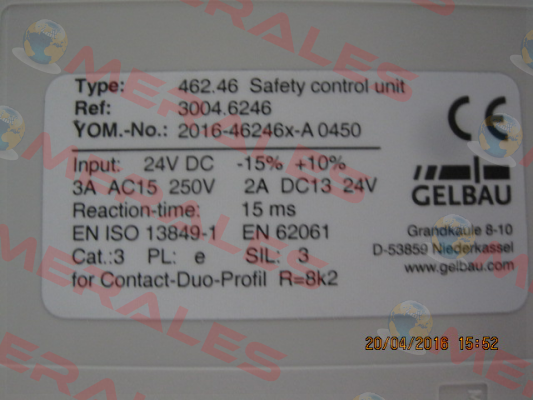 Type: 462.46 Safety control unit
Ref: 3004.6246
YOM.-No.: 2016-46246x-A 0450
Input: 24V DC -15% +10%
3A AC15 250V 2A DC13 24V
Reaction-time: 15 ms
EN ISO 13849-1 EN 62061
Cat.:3 PL: e SIL: 3
for Contact-Duo-Profil R=8k2
CE
GELBAU
Grandkaule 8-10
D-53859 Niederkassel
www.gelbau.com
20/04/2016 15:52
MERALES
MERALES
MERALES